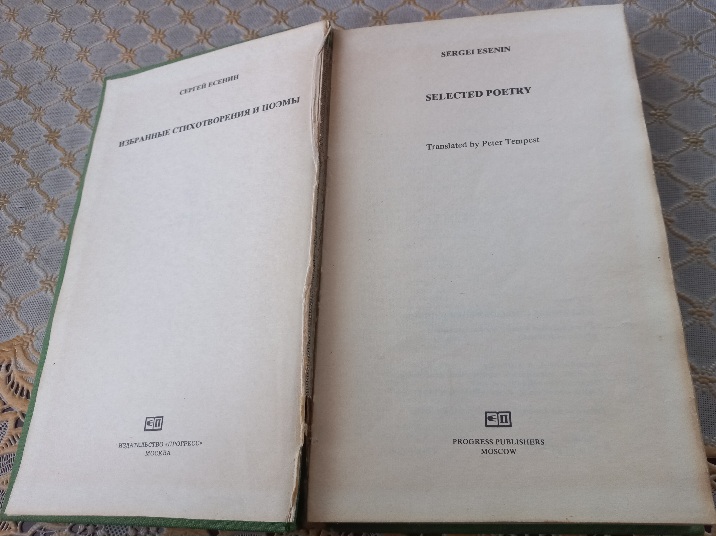 СЕРГЕЙ ЕСЕНИН
ИЗБРАННЫЕ СТИХОТВОРЕНИЯ И ПОЭМЫ
ИЗДАТЕЛЬСТВО «ПРОГРЕСС»
МОСКВА
SERGEI ESENIN
SELECTED POETRY
Translated by Peter Tempest
PROGRESS PUBLISHERS
MOSCOW